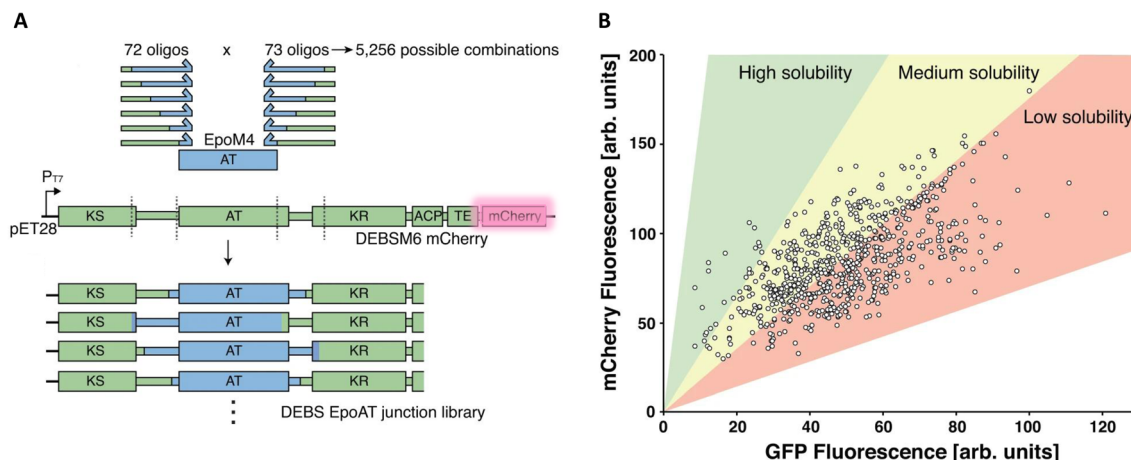 A
72 oligos x 73 oligos → 5,256 possible combinations
EpoM4
AT
PT7
pET28
KS AT KR ACP TE mCherry
DEBSM6 mCherry
KS AT KR
KS AT KR
KS AT KR
KS AT KR
DEBS EpoAT junction library
B
mCherry Fluorescence [arb. units]
200
150
100
50
0
High solubility
Medium solubility
Low solubility
0 20 40 60 80 100 120
GFP Fluorescence [arb. units]